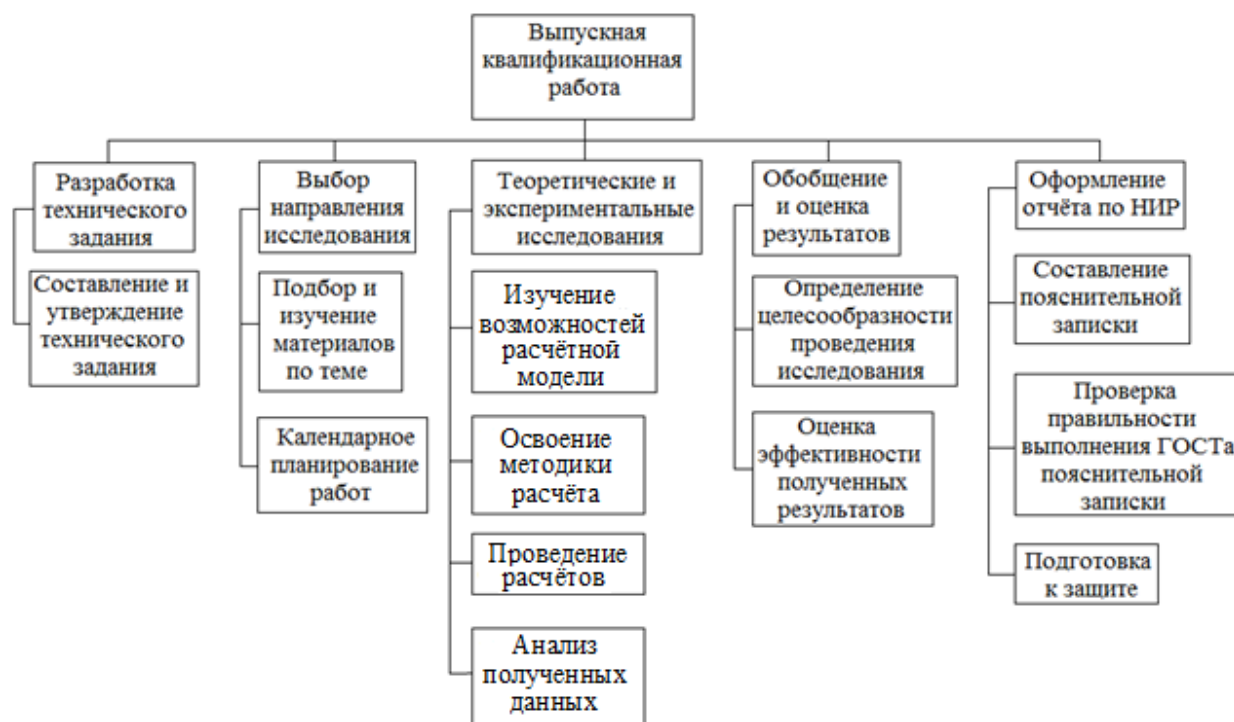 Выпускная
квалификационная
работа
Разработка
технического
задания
Составление и
утверждение
технического
задания
Выбор
направления
исследования
Подбор и
изучение
материалов
по теме
Календарное
планирование
работ
Теоретические и
экспериментальные
исследования
Изучение
возможностей
расчётной
модели
Освоение
методики
расчёта
Проведение
расчётов
Анализ
полученных
данных
Обобщение
и оценка
результатов
Определение
целесообразности
проведения
исследования
Оценка
эффективности
полученных
результатов
Оформление
отчёта по НИР
Составление
пояснительной
записки
Проверка
правильности
выполнения ГОСТа
пояснительной
записки
Подготовка
к защите